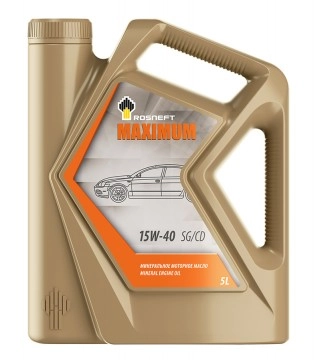 ROSNEFT
MAXIMUM
15W-40 SG/CD
МИНЕРАЛЬНОЕ МОТОРНОЕ МАСЛО
MINERAL ENGINE OIL
5L